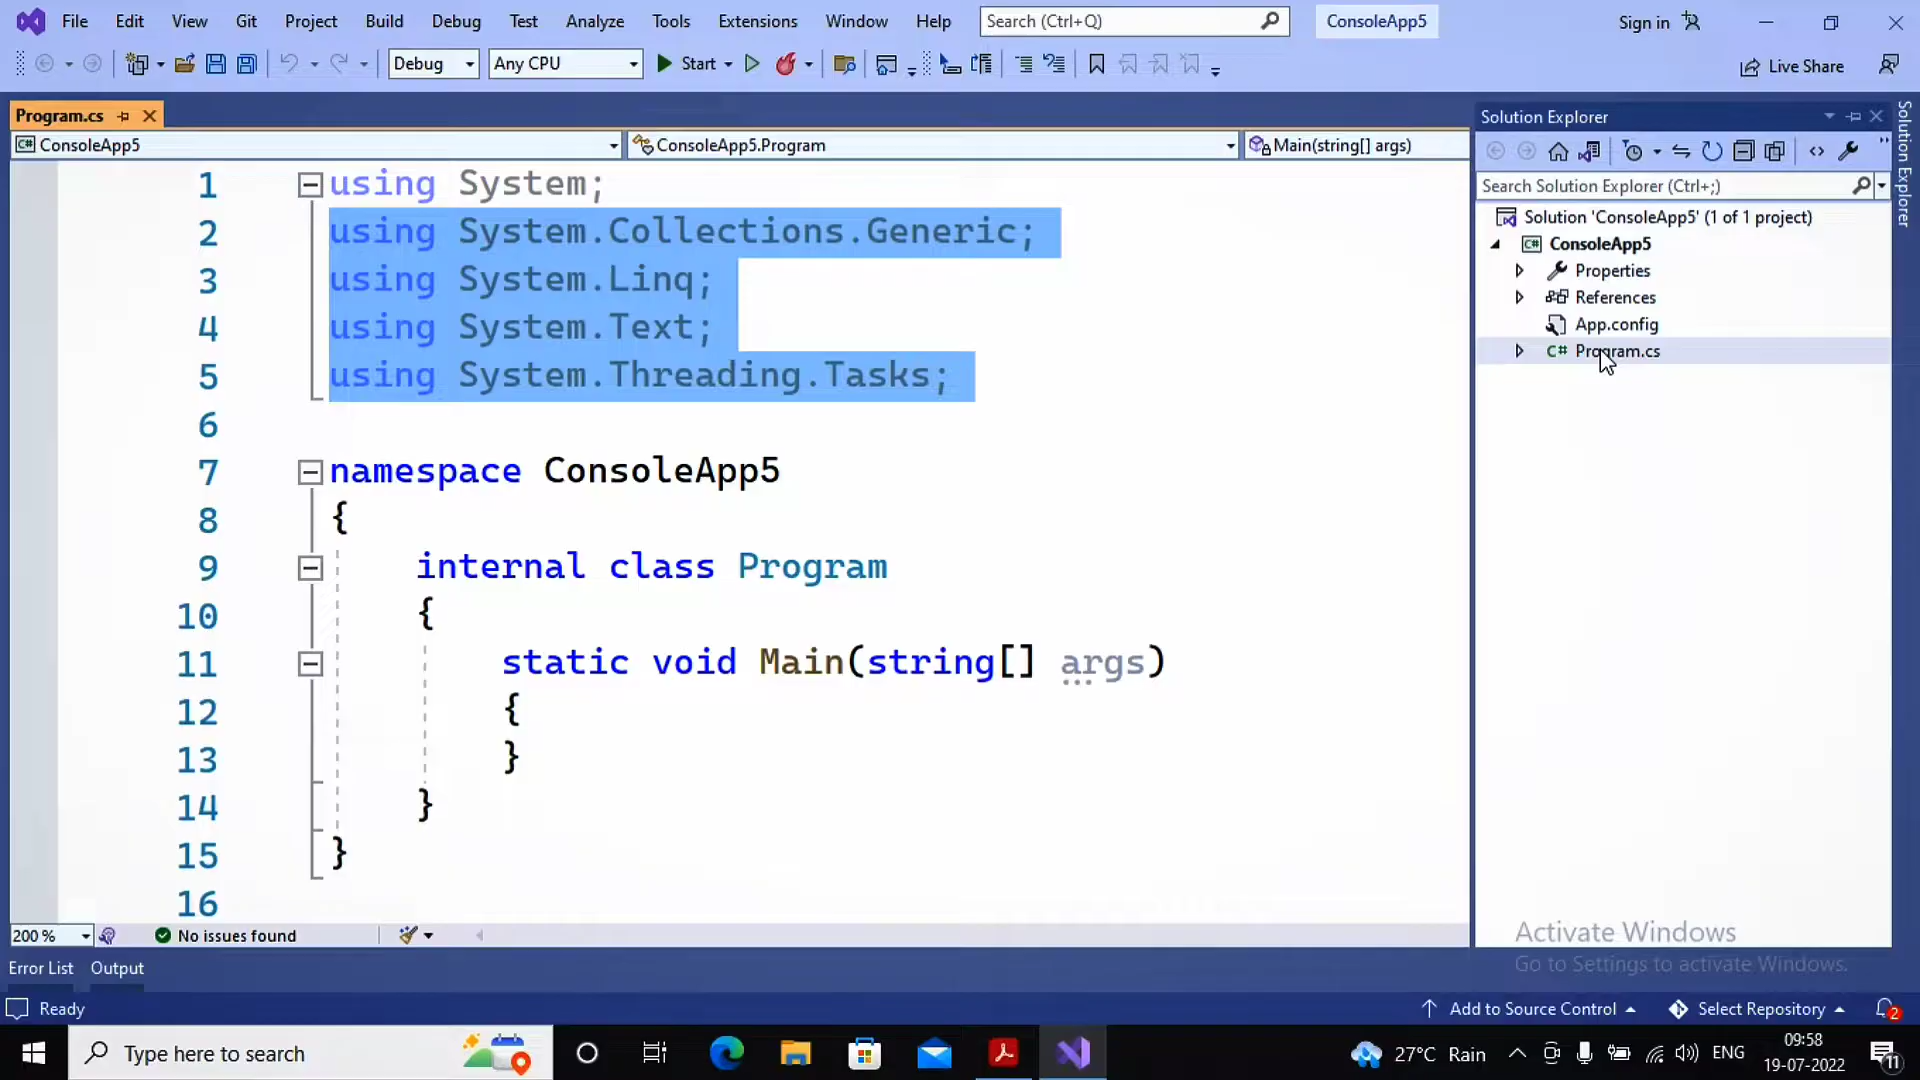 File Edit View Git Project Build Debug Test Analyze Tools Extensions Window Help Search (Ctrl+Q) ConsoleApp5 Sign in
Debug Any CPU Start Live Share
Program.cs
ConsoleApp5 ConsoleApp5.Program Main(string[] args)
1 using System;
2 using System.Collections.Generic;
3 using System.Linq;
4 using System.Text;
5 using System.Threading.Tasks;
6
7 namespace ConsoleApp5
8 {
9 internal class Program
10 {
11 static void Main(string[] args)
12 {
13 }
14 }
15 }
16
200 % No issues found
Solution Explorer
Search Solution Explorer (Ctrl+;)
Solution 'ConsoleApp5' (1 of 1 project)
ConsoleApp5
Properties
References
App.config
C# Program.cs
Solution Explorer
Activate Windows
Go to Settings to activate Windows.
Error List Output
Ready Add to Source Control Select Repository 2
Type here to search 27°C Rain ENG 09:58
19-07-2022 11